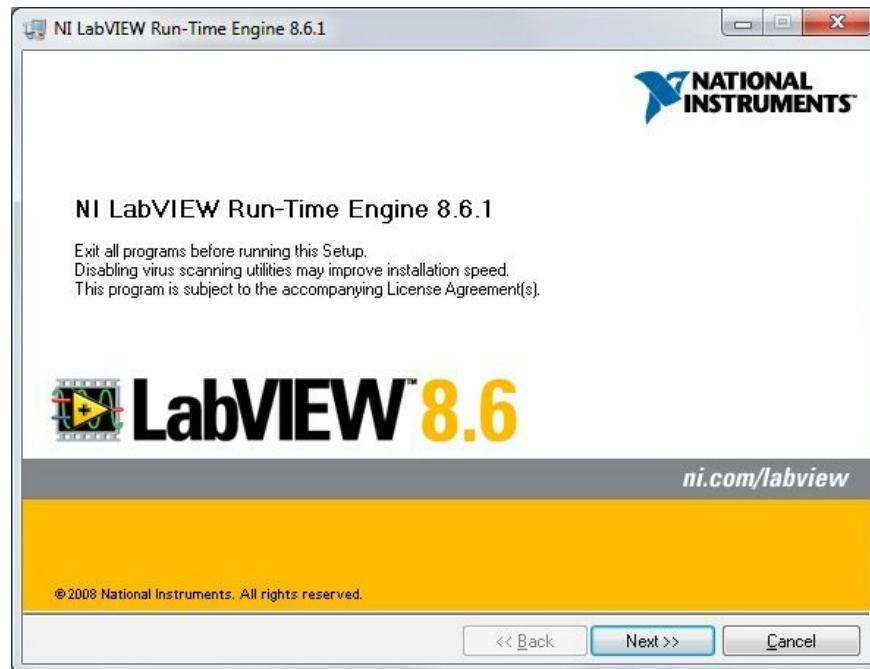 NI LabVIEW Run-Time Engine 8.6.1
NATIONAL
INSTRUMENTS™
NI LabVIEW Run-Time Engine 8.6.1
Exit all programs before running this Setup.
Disabling virus scanning utilities may improve installation speed.
This program is subject to the accompanying License Agreement(s).
LabVIEW™ 8.6
ni.com/labview
©2008 National Instruments. All rights reserved.
<< Back Next >> Cancel